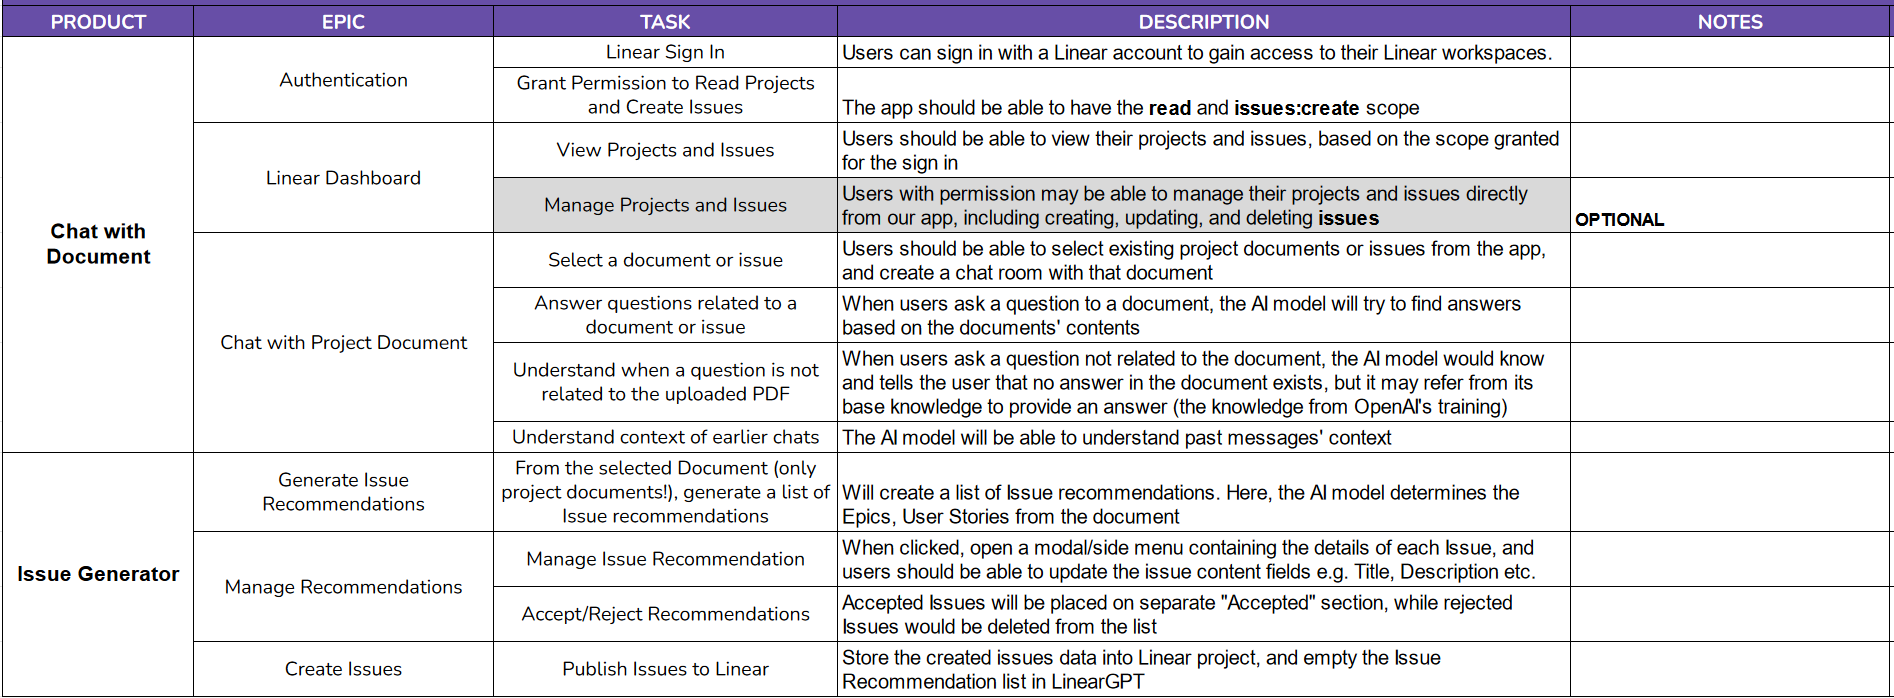 PRODUCT EPIC TASK DESCRIPTION NOTES
Chat with
Document
Authentication
Linear Sign In
Users can sign in with a Linear account to gain access to their Linear workspaces.
Grant Permission to Read Projects
and Create Issues
The app should be able to have the read and issues:create scope
Linear Dashboard
View Projects and Issues
Users should be able to view their projects and issues, based on the scope granted
for the sign in
Manage Projects and Issues
Users with permission may be able to manage their projects and issues directly
from our app, including creating, updating, and deleting issues
OPTIONAL
Chat with Project Document
Select a document or issue
Users should be able to select existing project documents or issues from the app,
and create a chat room with that document
Answer questions related to a
document or issue
When users ask a question to a document, the AI model will try to find answers
based on the documents' contents
Understand when a question is not
related to the uploaded PDF
When users ask a question not related to the document, the AI model would know
and tells the user that no answer in the document exists, but it may refer from its
base knowledge to provide an answer (the knowledge from OpenAI's training)
Understand context of earlier chats
The AI model will be able to understand past messages' context
Issue Generator
Generate Issue
Recommendations
From the selected Document (only
project documents!), generate a list of
Issue recommendations
Will create a list of Issue recommendations. Here, the AI model determines the
Epics, User Stories from the document
Manage Recommendations
Manage Issue Recommendation
When clicked, open a modal/side menu containing the details of each Issue, and
users should be able to update the issue content fields e.g. Title, Description etc.
Accept/Reject Recommendations
Accepted Issues will be placed on separate "Accepted" section, while rejected
Issues would be deleted from the list
Create Issues
Publish Issues to Linear
Store the created issues data into Linear project, and empty the Issue
Recommendation list in LinearGPT